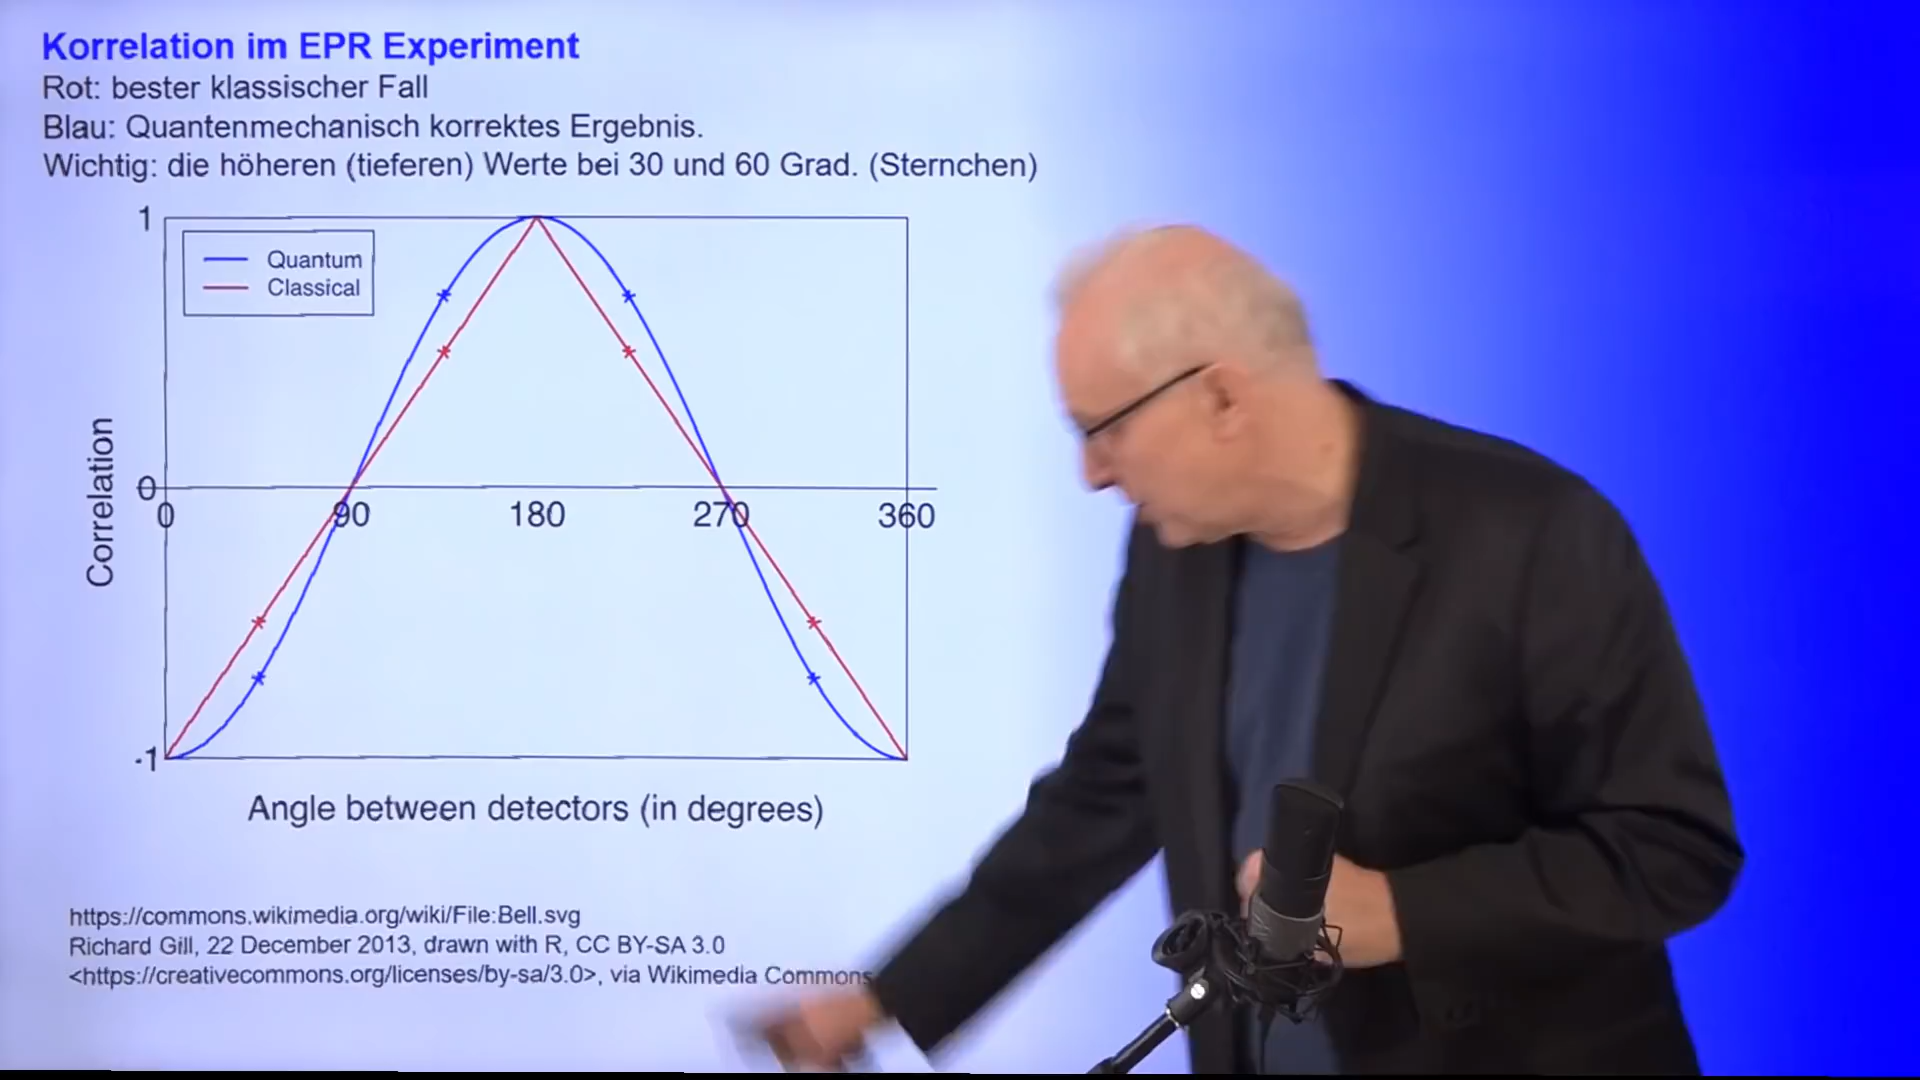 Korrelation im EPR Experiment
Rot: bester klassischer Fall
Blau: Quantenmechanisch korrektes Ergebnis.
Wichtig: die höheren (tieferen) Werte bei 30 und 60 Grad. (Sternchen)
1
Quantum
Classical
Correlation
0
0 90 180 270 360
-1
Angle between detectors (in degrees)
https://commons.wikimedia.org/wiki/File:Bell.svg
Richard Gill, 22 December 2013, drawn with R, CC BY-SA 3.0
<https://creativecommons.org/licenses/by-sa/3.0>, via Wikimedia Commons